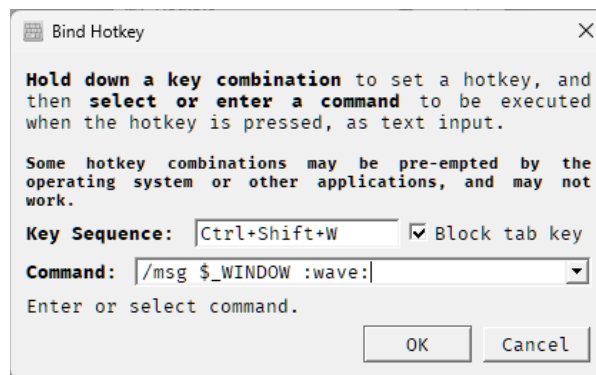 Bind Hotkey
Hold down a key combination to set a hotkey, and
then select or enter a command to be executed
when the hotkey is pressed, as text input.
Some hotkey combinations may be pre-empted by the
operating system or other applications, and may not
work.
Key Sequence: Ctrl+Shift+W Block tab key
Command: /msg $_WINDOW :wave:
Enter or select command.
OK Cancel